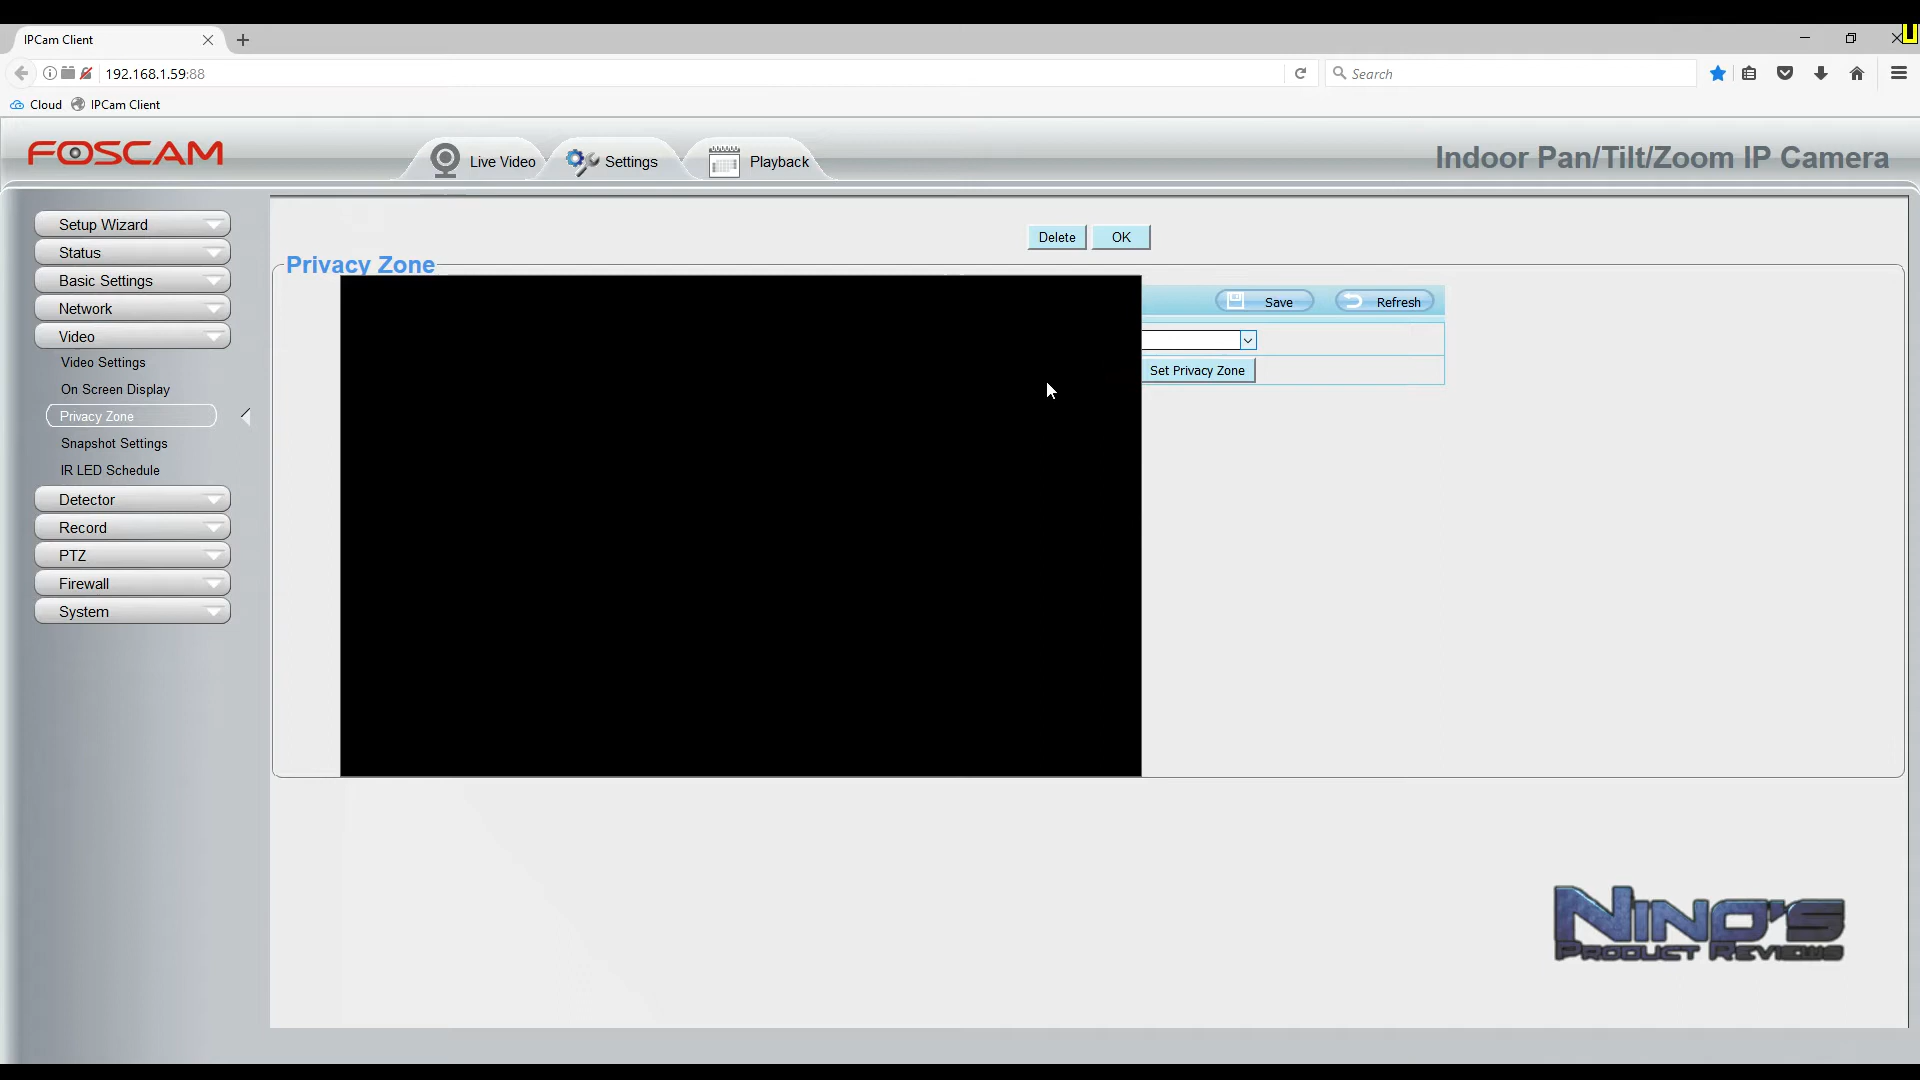 IPCam Client
192.168.1.59:88
Search
Cloud IPCam Client
FOSCAM
Live Video Settings Playback
Indoor Pan/Tilt/Zoom IP Camera
Setup Wizard
Status
Basic Settings
Network
Video
Video Settings
On Screen Display
Privacy Zone
Snapshot Settings
IR LED Schedule
Detector
Record
PTZ
Firewall
System
Delete OK
Privacy Zone
Save Refresh
Set Privacy Zone
NINO'S
PRODUCT REVIEWS